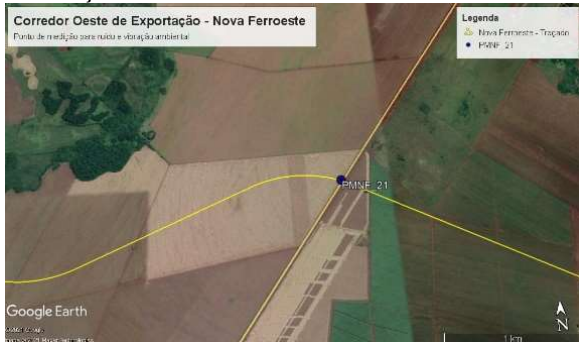 Corredor Oeste de Exportação - Nova Ferroeste
Ponto de medição para ruído e vibração ambiental
Legenda
Nova Ferroeste - Traçado
PMNF_21
PMNF_21
Google Earth
N
1 km